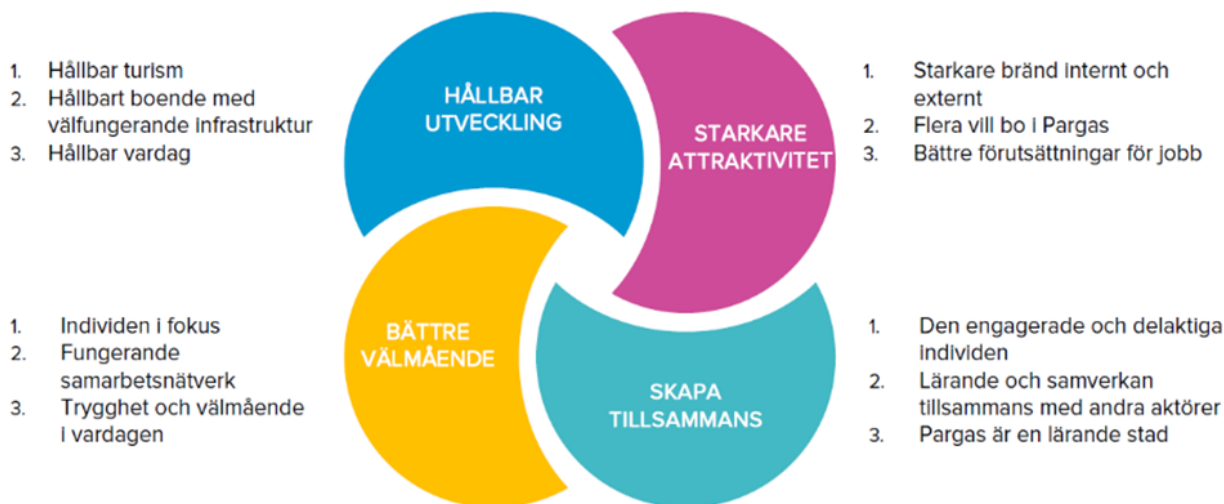 1. Hållbar turism
2. Hållbart boende med
välfungerande infrastruktur
3. Hållbar vardag
HÅLLBAR
UTVECKLING
STARKARE
ATTRAKTIVITET
1. Starkare bränd internt och
externt
2. Flera vill bo i Pargas
3. Bättre förutsättningar för jobb
1. Individen i fokus
2. Fungerande
samarbetsnätverk
3. Trygghet och välmående
i vardagen
BÄTTRE
VÄLMÅENDE
SKAPA
TILLSAMMANS
1. Den engagerade och delaktiga
individen
2. Lärande och samverkan
tillsammans med andra aktörer
3. Pargas är en lärande stad